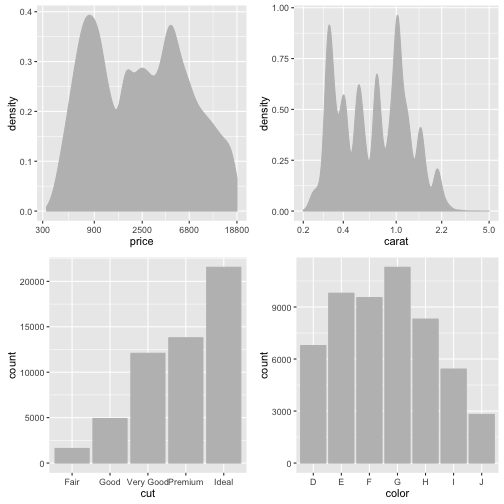 density
0.4
0.3
0.2
0.1
0.0
300 900 2500 6800 18800
price
density
1.00
0.75
0.50
0.25
0.00
0.2 0.4 1.0 2.2 5.0
carat
count
20000
15000
10000
5000
0
Fair Good Very Good Premium Ideal
cut
count
9000
6000
3000
0
D E F G H I J
color